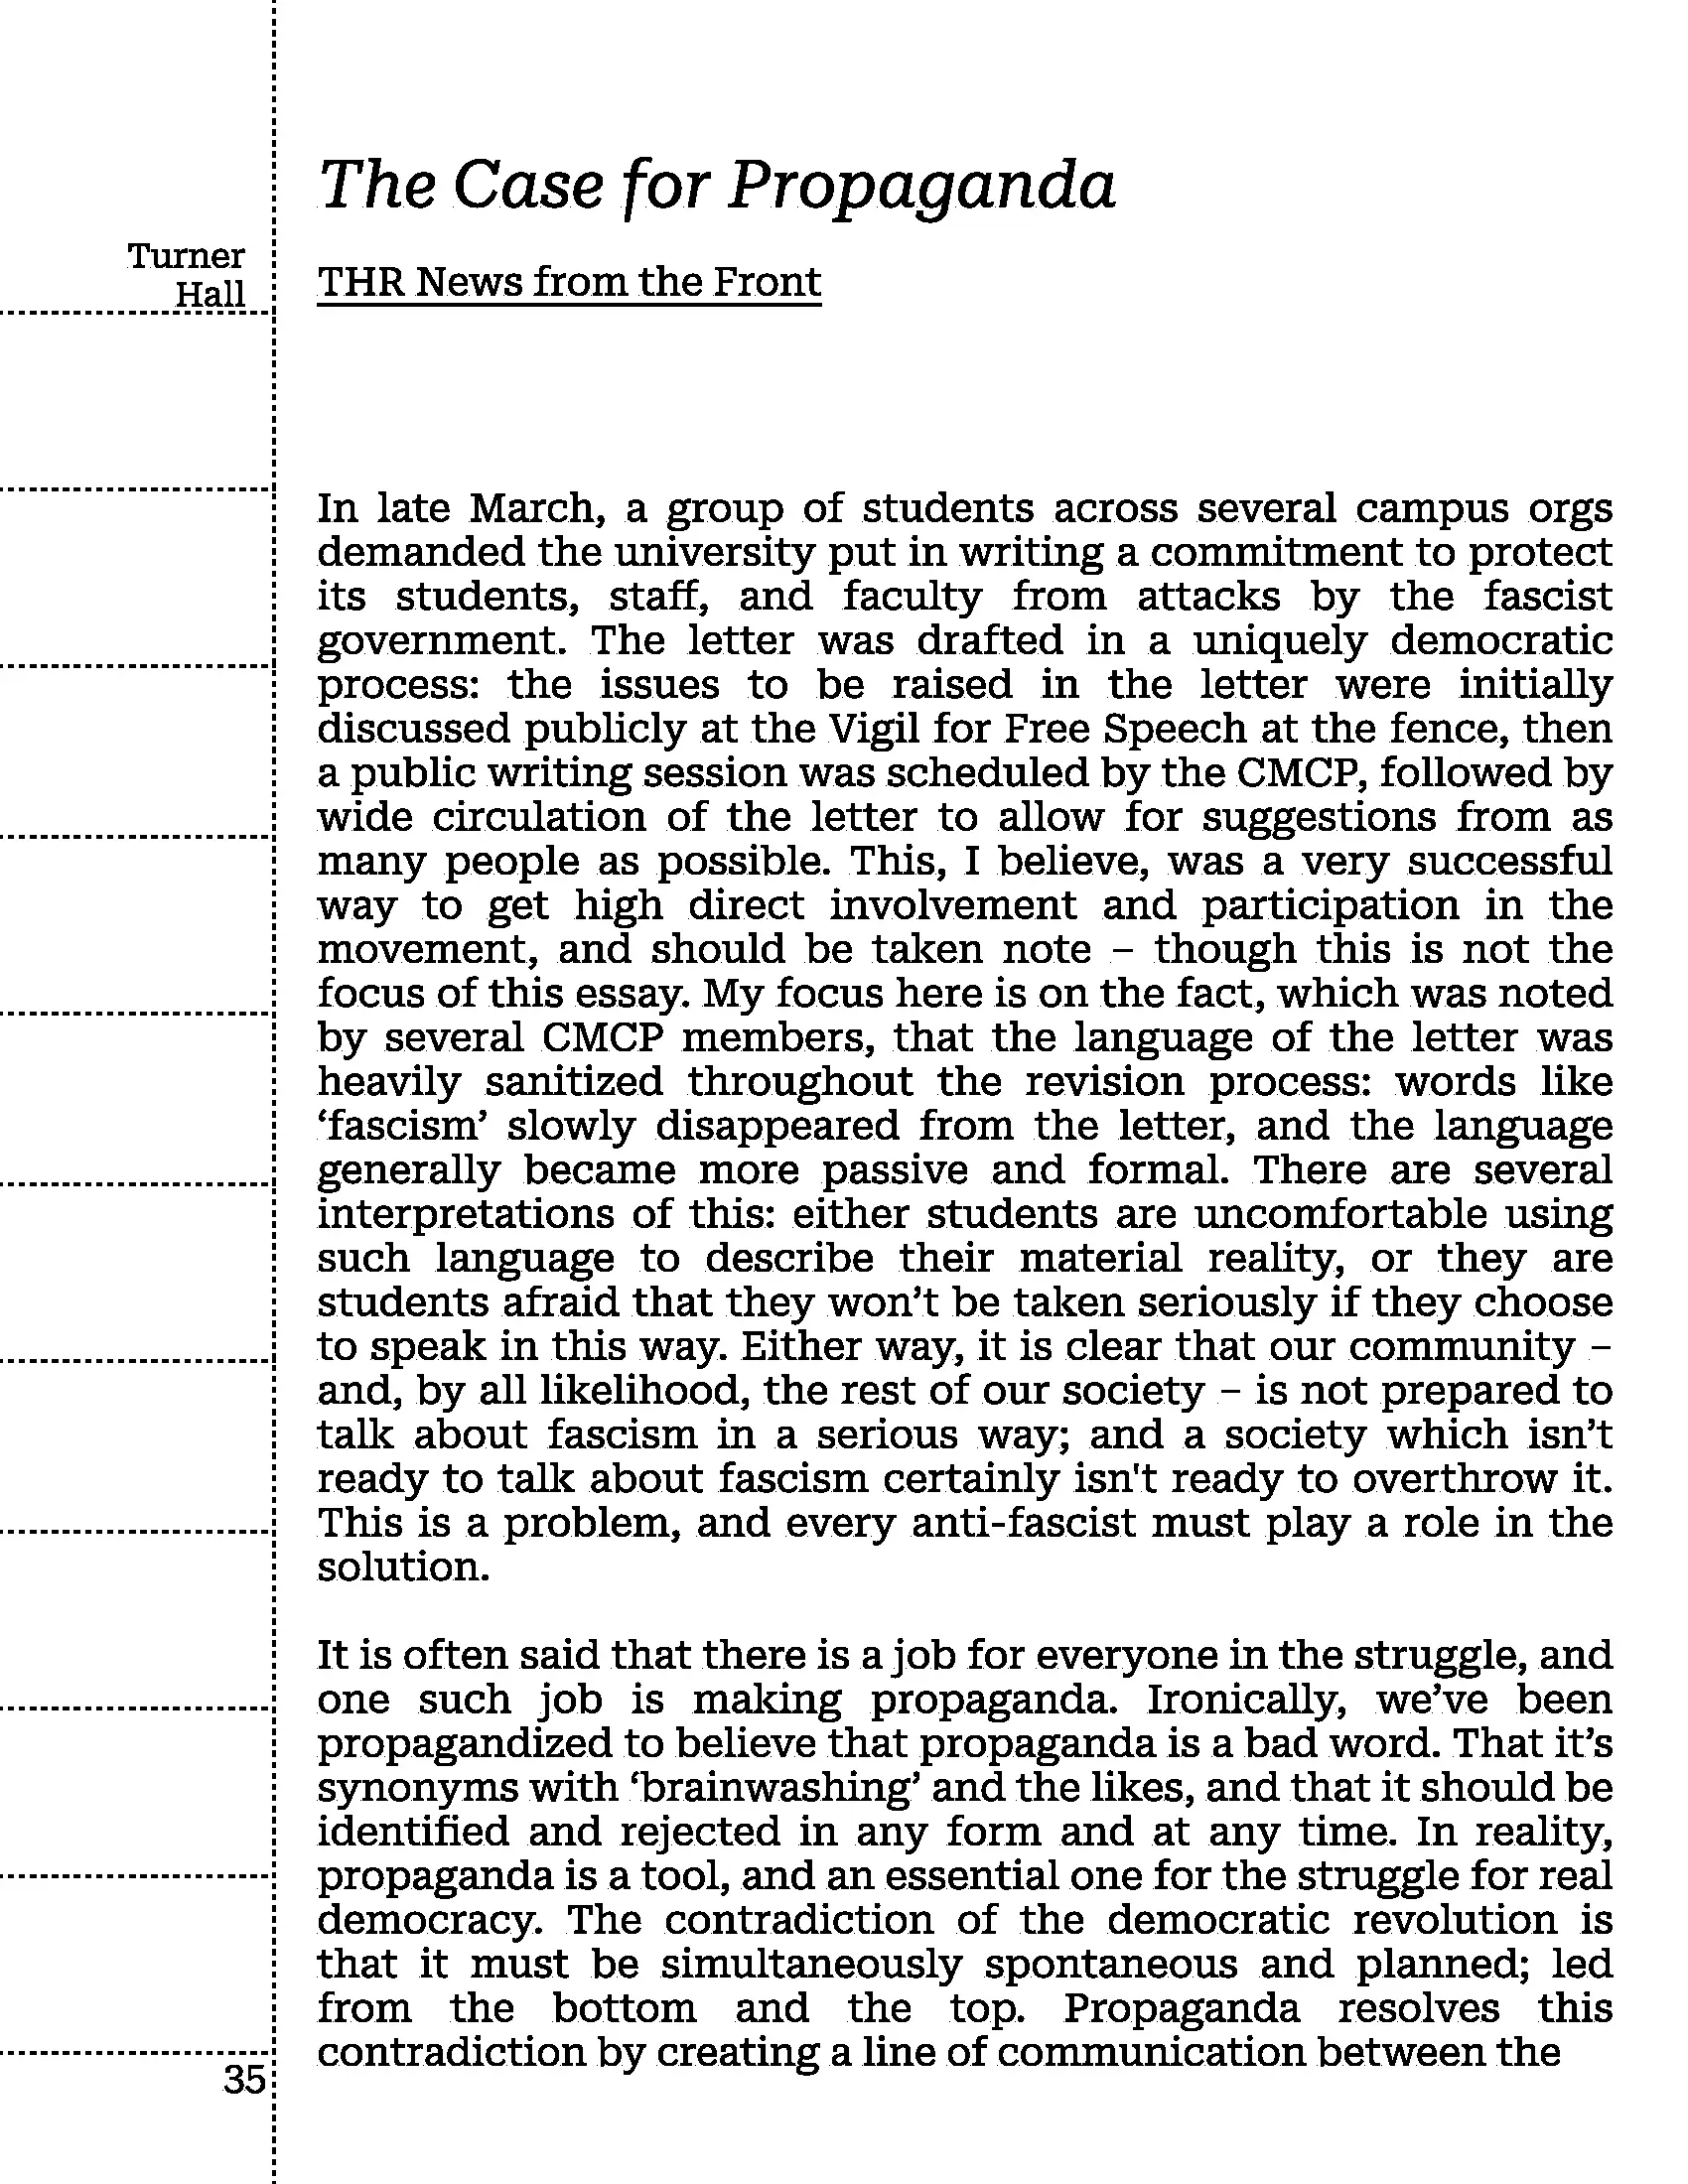 The Case for Propaganda
Turner
Hall
THR News from the Front
In late March, a group of students across several campus orgs
demanded the university put in writing a commitment to protect
its students, staff, and faculty from attacks by the fascist
government. The letter was drafted in a uniquely democratic
process: the issues to be raised in the letter were initially
discussed publicly at the Vigil for Free Speech at the fence, then
a public writing session was scheduled by the CMCP, followed by
wide circulation of the letter to allow for suggestions from as
many people as possible. This, I believe, was a very successful
way to get high direct involvement and participation in the
movement, and should be taken note – though this is not the
focus of this essay. My focus here is on the fact, which was noted
by several CMCP members, that the language of the letter was
heavily sanitized throughout the revision process: words like
‘fascism’ slowly disappeared from the letter, and the language
generally became more passive and formal. There are several
interpretations of this: either students are uncomfortable using
such language to describe their material reality, or they are
students afraid that they won’t be taken seriously if they choose
to speak in this way. Either way, it is clear that our community –
and, by all likelihood, the rest of our society – is not prepared to
talk about fascism in a serious way; and a society which isn’t
ready to talk about fascism certainly isn't ready to overthrow it.
This is a problem, and every anti-fascist must play a role in the
solution.
It is often said that there is a job for everyone in the struggle, and
one such job is making propaganda. Ironically, we’ve been
propagandized to believe that propaganda is a bad word. That it’s
synonyms with ‘brainwashing’ and the likes, and that it should be
identified and rejected in any form and at any time. In reality,
propaganda is a tool, and an essential one for the struggle for real
democracy. The contradiction of the democratic revolution is
that it must be simultaneously spontaneous and planned; led
from the bottom and the top. Propaganda resolves this
contradiction by creating a line of communication between the
35